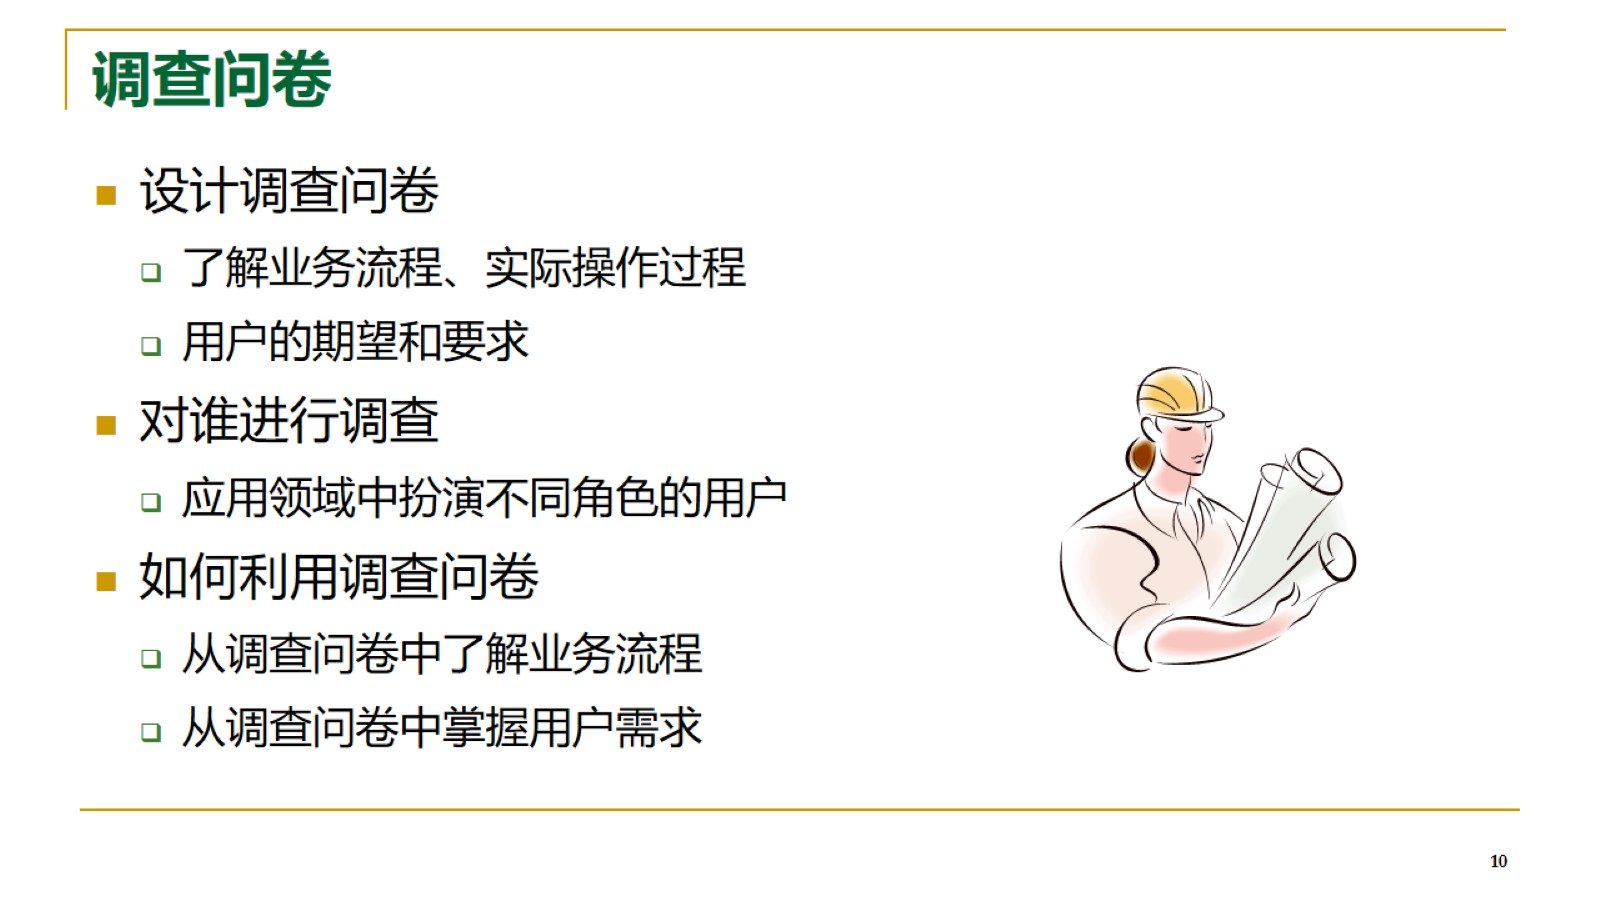 调查问卷
设计调查问卷
了解业务流程、实际操作过程
用户的期望和要求
对谁进行调查
应用领域中扮演不同角色的用户
如何利用调查问卷
从调查问卷中了解业务流程
从调查问卷中掌握用户需求
10